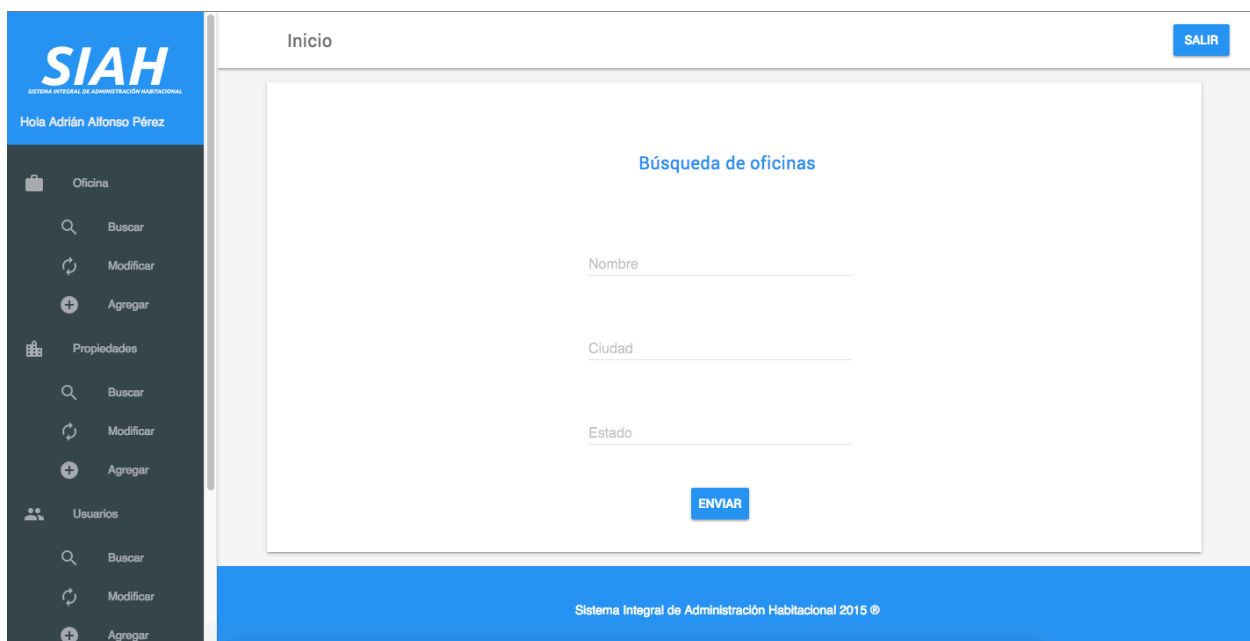 SIAH
SISTEMA INTEGRAL DE ADMINISTRACIÓN HABITACIONAL
Hola Adrián Alfonso Pérez
Oficina
Buscar
Modificar
Agregar
Propiedades
Buscar
Modificar
Agregar
Usuarios
Buscar
Modificar
Agregar
Inicio
SALIR
Búsqueda de oficinas
Nombre
Ciudad
Estado
ENVIAR
Sistema Integral de Administración Habitacional 2015 ®